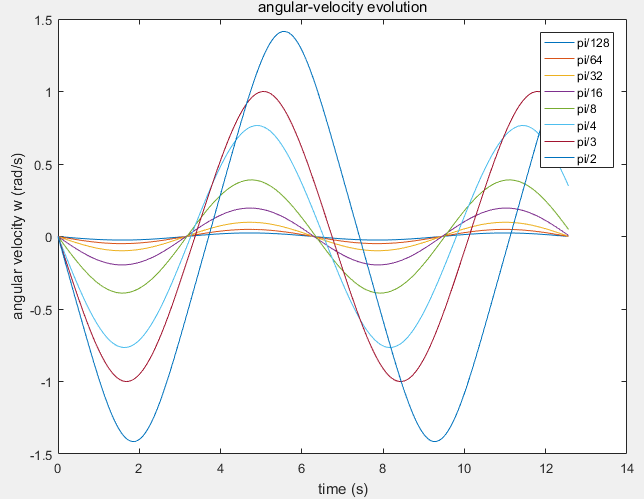 angular-velocity evolution
1.5
1
0.5
0
-0.5
-1
-1.5
angular velocity w (rad/s)
pi/128
pi/64
pi/32
pi/16
pi/8
pi/4
pi/3
pi/2
0 2 4 6 8 10 12 14
time (s)